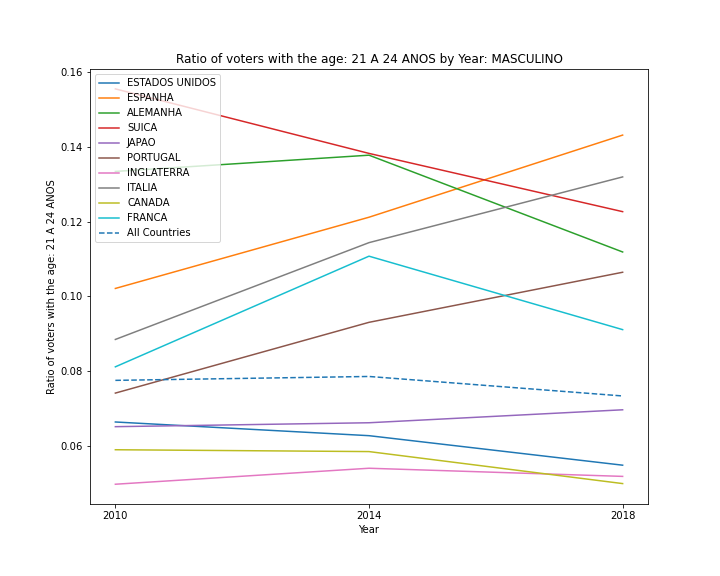 Ratio of voters with the age: 21 A 24 ANOS by Year: MASCULINO
0.16
0.14
0.12
0.10
0.08
0.06
Ratio of voters with the age: 21 A 24 ANOS
ESTADOS UNIDOS
ESPANHA
ALEMANHA
SUICA
JAPAO
PORTUGAL
INGLATERRA
ITALIA
CANADA
FRANCA
All Countries
2010
2014
2018
Year